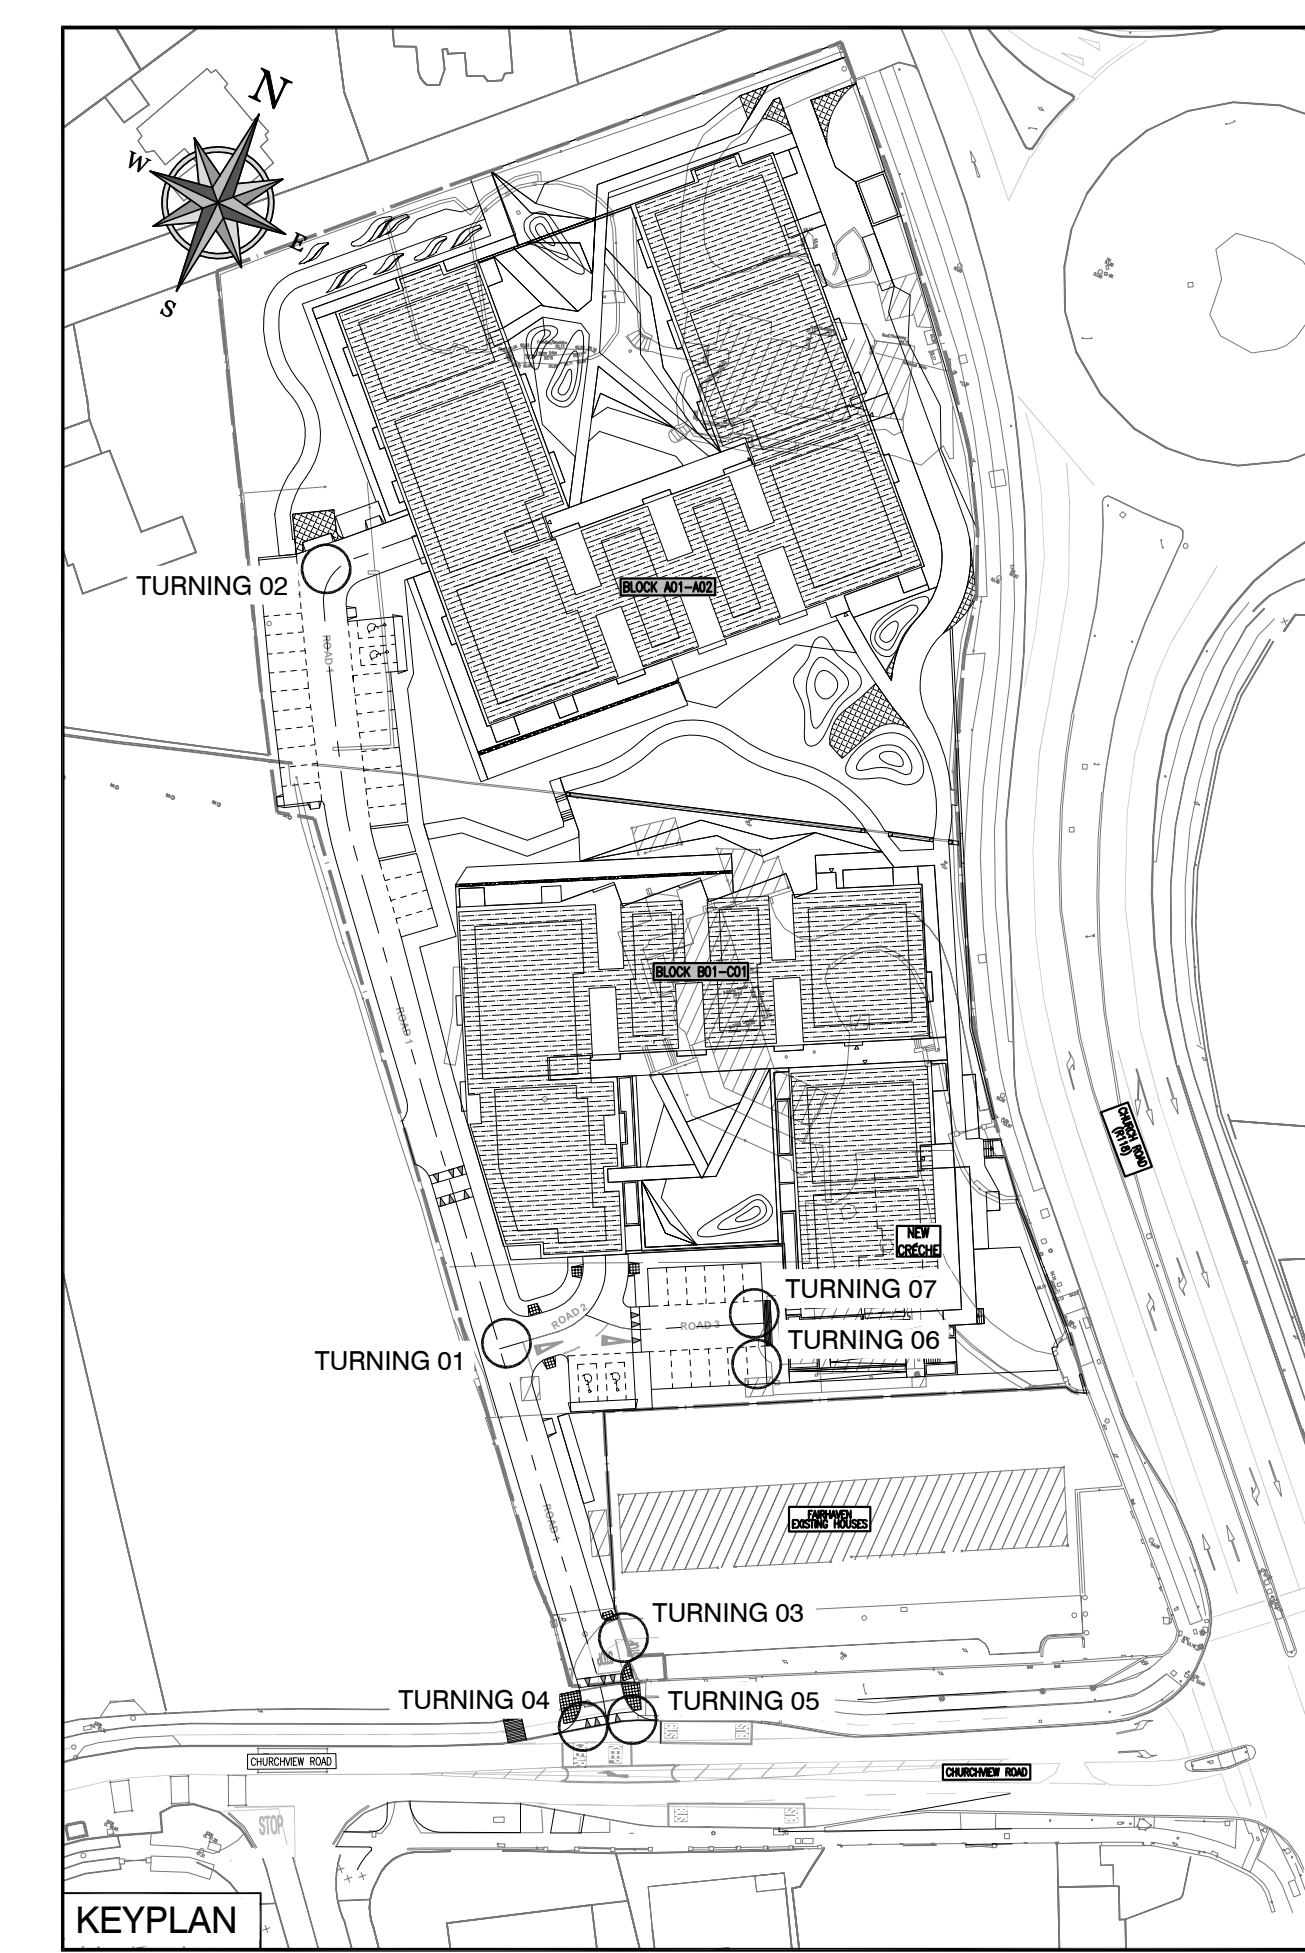 N
W
E
S
TURNING 02
BLOCK A01-A02
ROAD 1
BLOCK B01-C01
ROAD 1
CHURCH ROAD
(R118)
NEW
CRÉCHE
TURNING 07
ROAD 2
ROAD 3
TURNING 06
TURNING 01
FAIRHAVEN
EXISTING HOUSES
ROAD 1
TURNING 03
TURNING 04
TURNING 05
CHURCHVIEW ROAD
CHURCHVIEW ROAD
STOP
KEYPLAN